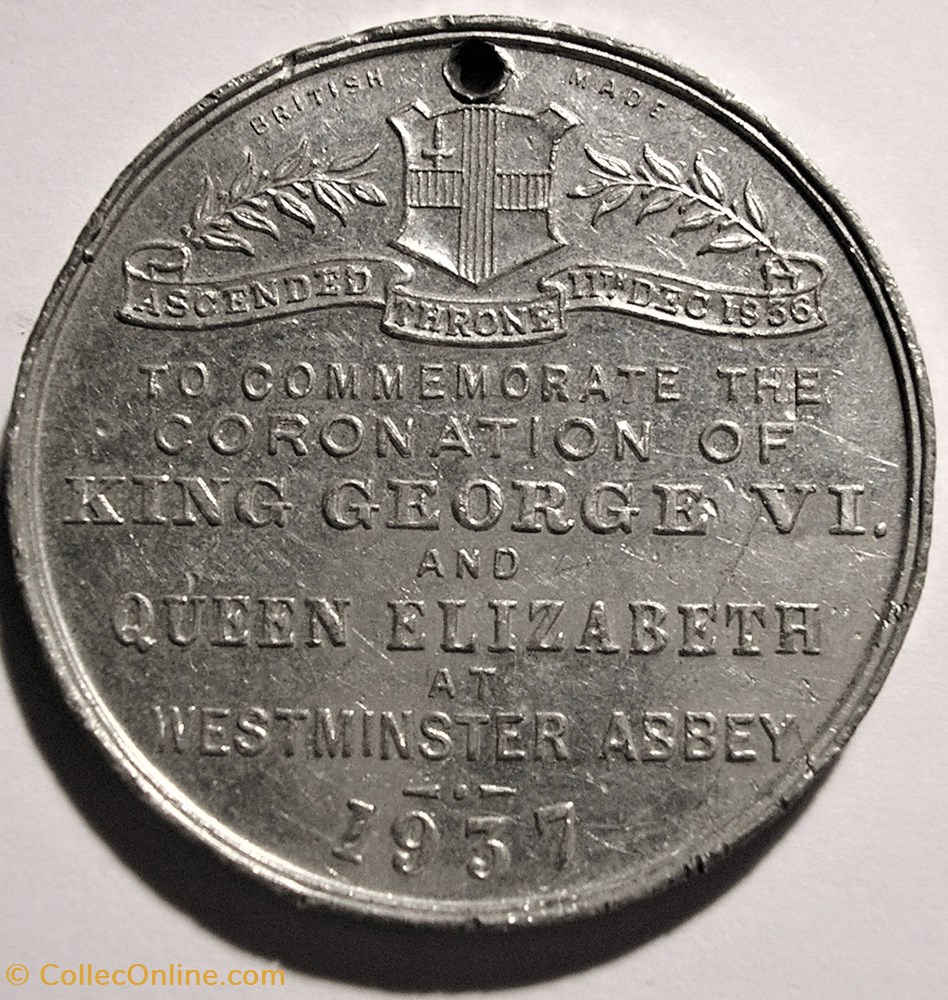 BRITISH MADE
ASCENDED THRONE 11TH DEC 1936
TO COMMEMORATE THE
CORONATION OF
KING GEORGE VI.
AND
QUEEN ELIZABETH
AT
WESTMINSTER ABBEY
1937
© CollecOnline.com